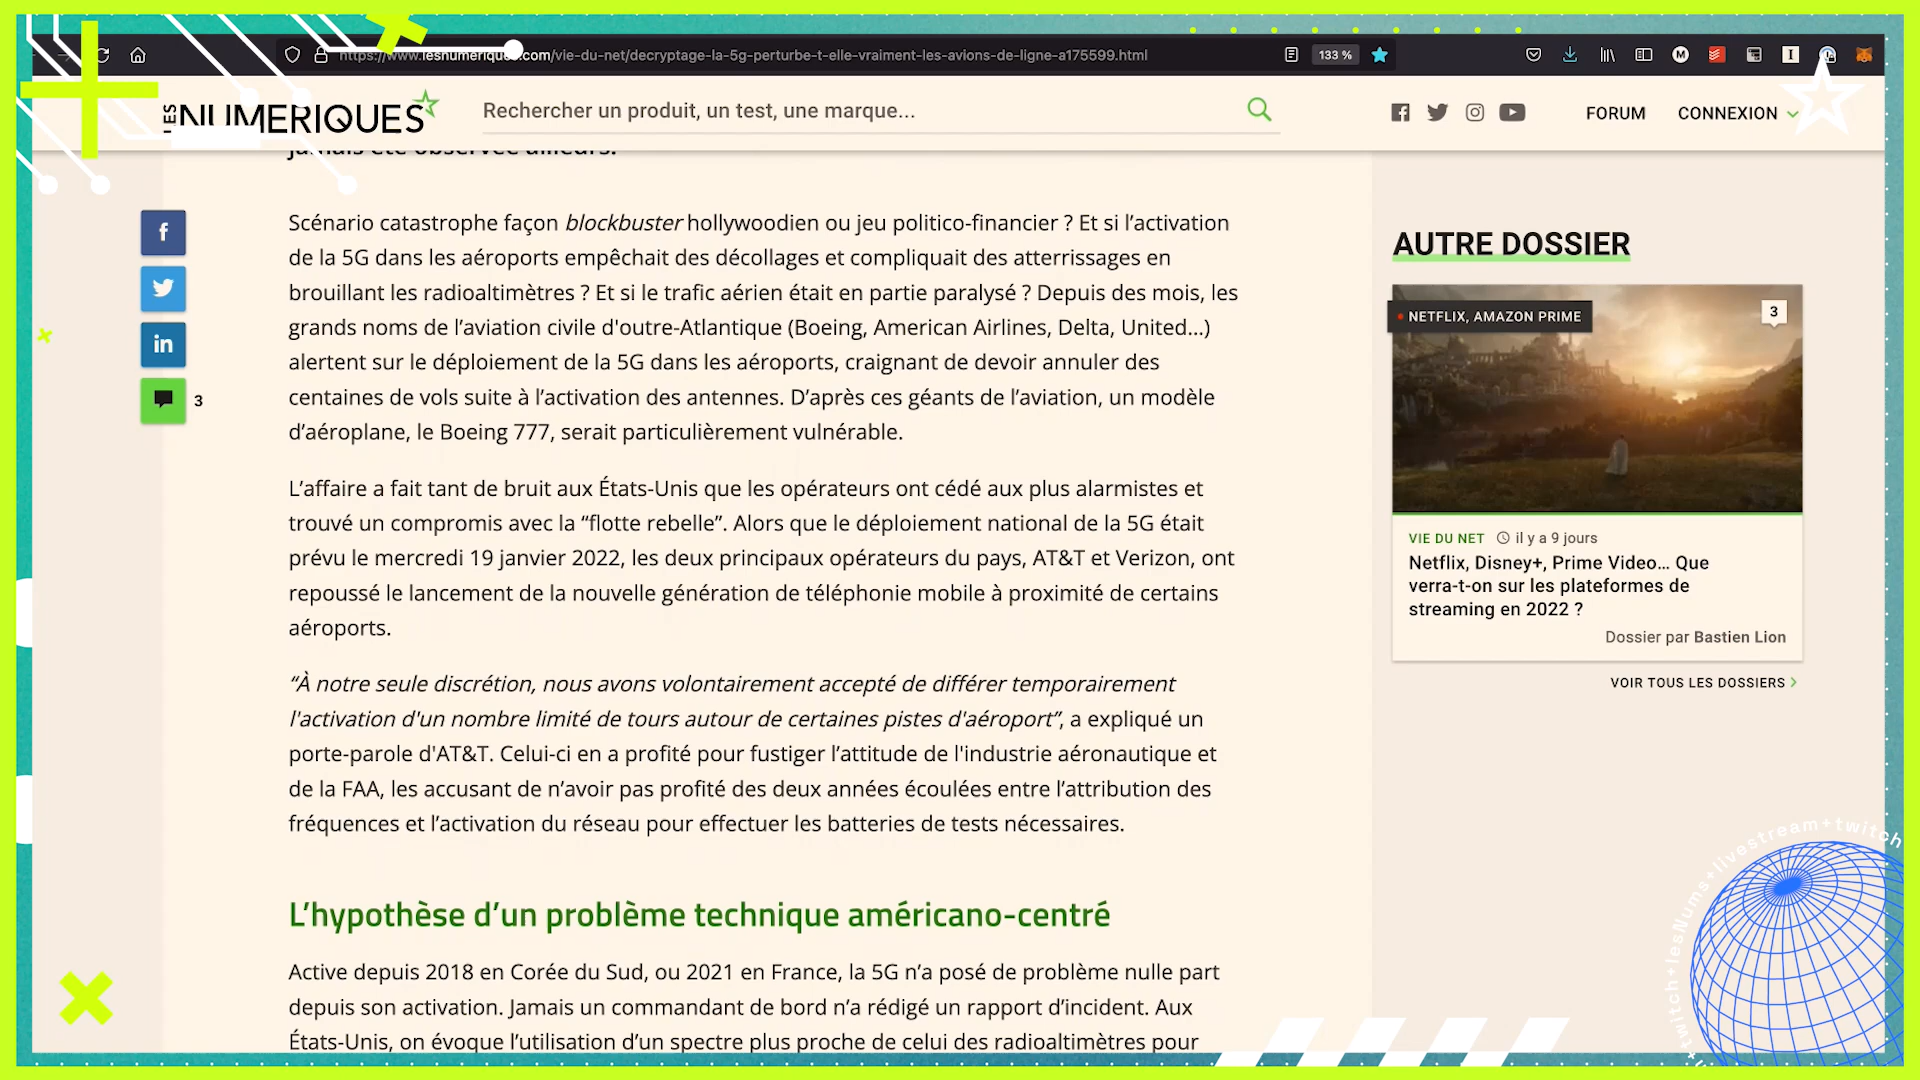 https://www.lesnumeriques.com/vie-du-net/decryptage-la-5g-perturbe-t-elle-vraiment-les-avions-de-ligne-a175599.html
133 %
LES NUMERIQUES
Rechercher un produit, un test, une marque...
FORUM
CONNEXION
jamais été observée ailleurs.
Scénario catastrophe façon blockbuster hollywoodien ou jeu politico-financier ? Et si l’activation
de la 5G dans les aéroports empêchait des décollages et compliquait des atterrissages en
brouillant les radioaltimètres ? Et si le trafic aérien était en partie paralysé ? Depuis des mois, les
grands noms de l’aviation civile d'outre-Atlantique (Boeing, American Airlines, Delta, United…)
alertent sur le déploiement de la 5G dans les aéroports, craignant de devoir annuler des
centaines de vols suite à l’activation des antennes. D’après ces géants de l’aviation, un modèle
d’aéroplane, le Boeing 777, serait particulièrement vulnérable.
L’affaire a fait tant de bruit aux États-Unis que les opérateurs ont cédé aux plus alarmistes et
trouvé un compromis avec la “flotte rebelle”. Alors que le déploiement national de la 5G était
prévu le mercredi 19 janvier 2022, les deux principaux opérateurs du pays, AT&T et Verizon, ont
repoussé le lancement de la nouvelle génération de téléphonie mobile à proximité de certains
aéroports.
“À notre seule discrétion, nous avons volontairement accepté de différer temporairement
l'activation d'un nombre limité de tours autour de certaines pistes d'aéroport”, a expliqué un
porte-parole d'AT&T. Celui-ci en a profité pour fustiger l’attitude de l'industrie aéronautique et
de la FAA, les accusant de n’avoir pas profité des deux années écoulées entre l’attribution des
fréquences et l’activation du réseau pour effectuer les batteries de tests nécessaires.
L’hypothèse d’un problème technique américano-centré
Active depuis 2018 en Corée du Sud, ou 2021 en France, la 5G n’a posé de problème nulle part
depuis son activation. Jamais un commandant de bord n’a rédigé un rapport d’incident. Aux
États-Unis, on évoque l’utilisation d’un spectre plus proche de celui des radioaltimètres pour
3
AUTRE DOSSIER
NETFLIX, AMAZON PRIME
3
VIE DU NET il y a 9 jours
Netflix, Disney+, Prime Video… Que
verra-t-on sur les plateformes de
streaming en 2022 ?
Dossier par Bastien Lion
VOIR TOUS LES DOSSIERS
twitch+lesNums+livestream+twitch